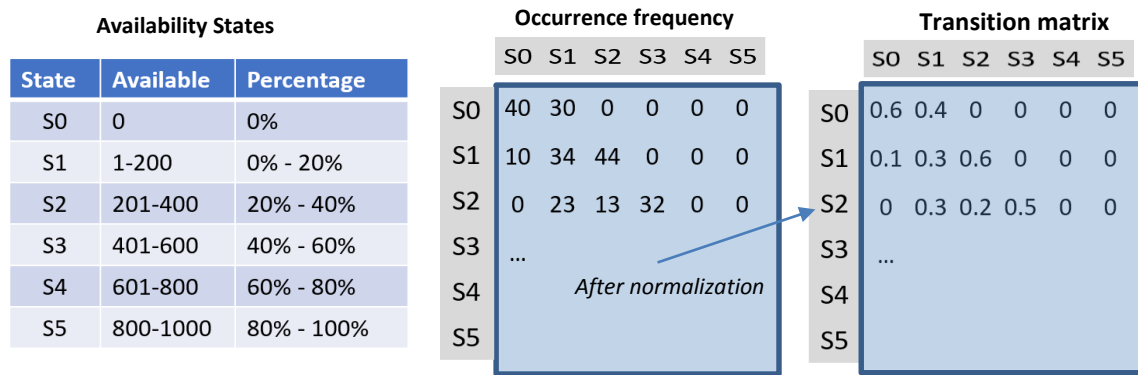 Availability States
State Available Percentage
S0 0 0%
S1 1-200 0% - 20%
S2 201-400 20% - 40%
S3 401-600 40% - 60%
S4 601-800 60% - 80%
S5 800-1000 80% - 100%
Occurrence frequency
S0 S1 S2 S3 S4 S5
S0 40 30 0 0 0 0
S1 10 34 44 0 0 0
S2 0 23 13 32 0 0
S3 ...
S4
S5
After normalization
Transition matrix
S0 S1 S2 S3 S4 S5
S0 0.6 0.4 0 0 0 0
S1 0.1 0.3 0.6 0 0 0
S2 0 0.3 0.2 0.5 0 0
S3 ...
S4
S5